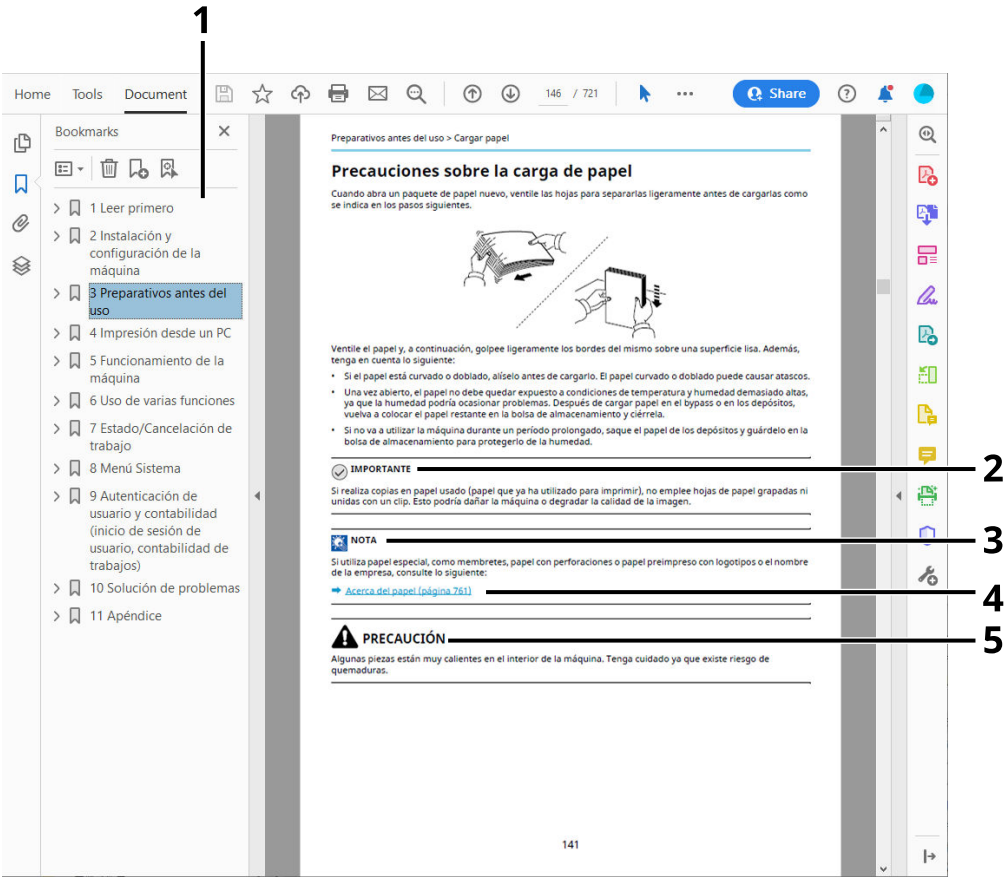 1
Home Tools Document 146 / 721 Share
Bookmarks
1 Leer primero
2 Instalación y
configuración de la
máquina
3 Preparativos antes del
uso
4 Impresión desde un PC
5 Funcionamiento de la
máquina
6 Uso de varias funciones
7 Estado/Cancelación de
trabajo
8 Menú Sistema
9 Autenticación de
usuario y contabilidad
(inicio de sesión de
usuario, contabilidad de
trabajos)
10 Solución de problemas
11 Apéndice
Preparativos antes del uso > Cargar papel
Precauciones sobre la carga de papel
Cuando abra un paquete de papel nuevo, ventile las hojas para separarlas ligeramente antes de cargarlas como
se indica en los pasos siguientes.
Ventile el papel y, a continuación, golpee ligeramente los bordes del mismo sobre una superficie lisa. Además,
tenga en cuenta lo siguiente:
• Si el papel está curvado o doblado, alíselo antes de cargarlo. El papel curvado o doblado puede causar atascos.
• Una vez abierto, el papel no debe quedar expuesto a condiciones de temperatura y humedad demasiado altas,
ya que la humedad podría ocasionar problemas. Después de cargar papel en el bypass o en los depósitos,
vuelva a colocar el papel restante en la bolsa de almacenamiento y ciérrela.
• Si no va a utilizar la máquina durante un período prolongado, saque el papel de los depósitos y guárdelo en la
bolsa de almacenamiento para protegerlo de la humedad.
IMPORTANTE
2
Si realiza copias en papel usado (papel que ya ha utilizado para imprimir), no emplee hojas de papel grapadas ni
unidas con un clip. Esto podría dañar la máquina o degradar la calidad de la imagen.
NOTA
3
Si utiliza papel especial, como membretes, papel con perforaciones o papel preimpreso con logotipos o el nombre
de la empresa, consulte lo siguiente:
➡ Acerca del papel (página 761)
4
PRECAUCIÓN
5
Algunas piezas están muy calientes en el interior de la máquina. Tenga cuidado ya que existe riesgo de
quemaduras.
141